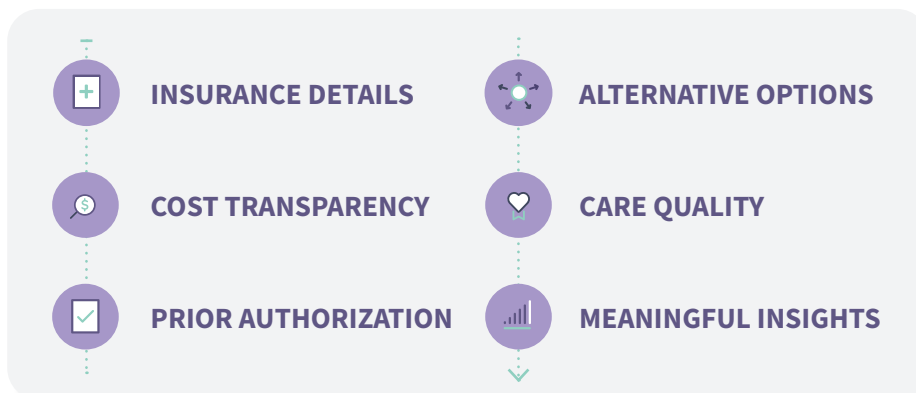 INSURANCE DETAILS
COST TRANSPARENCY
$
PRIOR AUTHORIZATION
ALTERNATIVE OPTIONS
CARE QUALITY
MEANINGFUL INSIGHTS